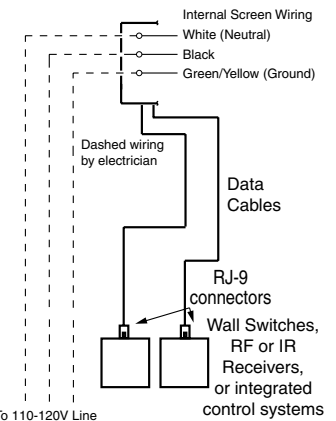 Internal Screen Wiring
White (Neutral)
Black
Green/Yellow (Ground)
Dashed wiring
by electrician
Data
Cables
RJ-9
connectors
Wall Switches,
RF or IR
Receivers,
or integrated
control systems
To 110-120V Line